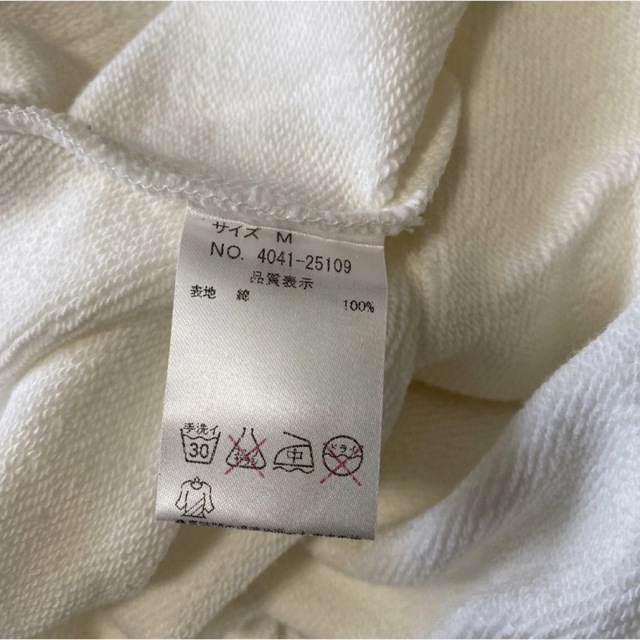 サイズ M
NO. 4041-25109
品質表示
表地 綿 100%
手洗イ
30
中
ドライ